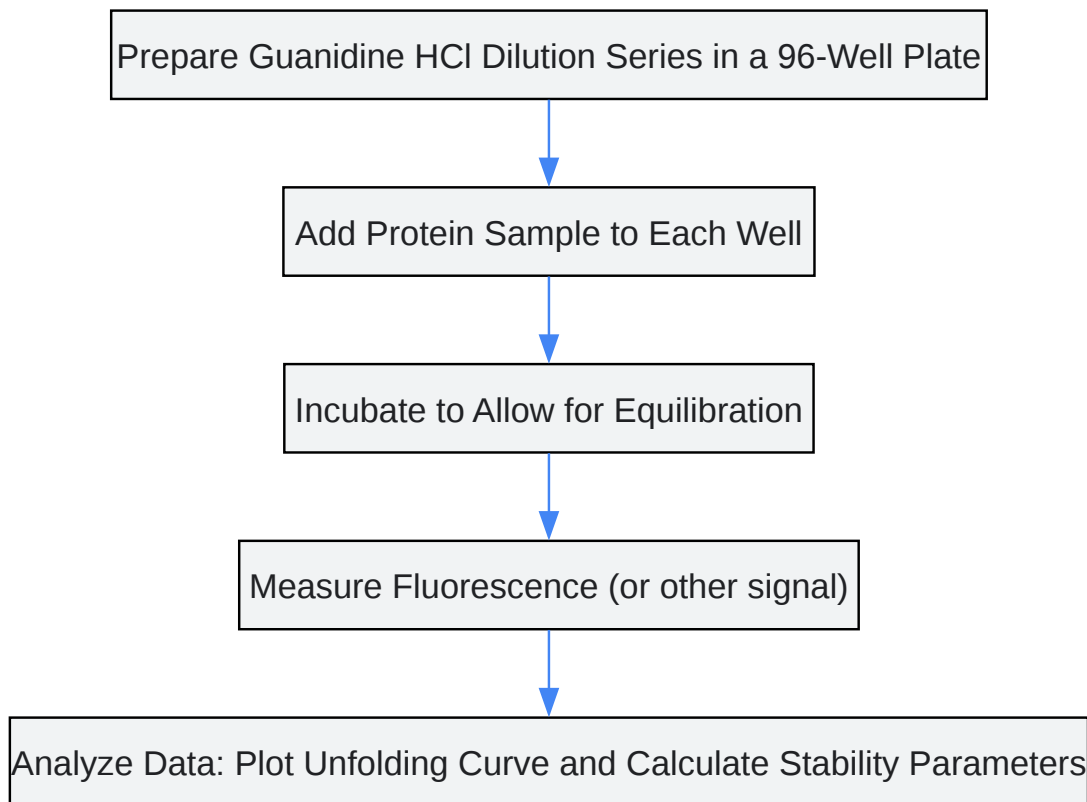 Prepare Guanidine HCl Dilution Series in a 96-Well Plate
Add Protein Sample to Each Well
Incubate to Allow for Equilibration
Measure Fluorescence (or other signal)
Analyze Data: Plot Unfolding Curve and Calculate Stability Parameters